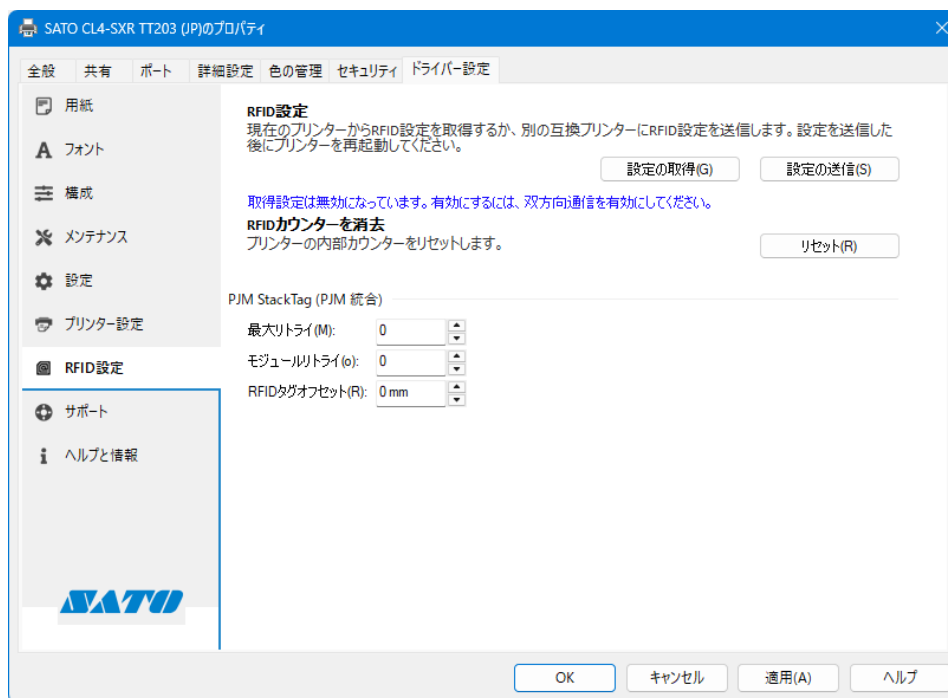 SATO CL4-SXR TT203 (JP)のプロパティ
全般 共有 ポート 詳細設定 色の管理 セキュリティ ドライバー設定
用紙
フォント
構成
メンテナンス
設定
プリンター設定
RFID設定
サポート
ヘルプと情報
SATO
RFID設定
現在のプリンターからRFID設定を取得するか、別の互換プリンターにRFID設定を送信します。設定を送信した
後にプリンターを再起動してください。
設定の取得(G) 設定の送信(S)
取得設定は無効になっています。有効にするには、双方向通信を有効にしてください。
RFIDカウンターを消去
プリンターの内部カウンターをリセットします。
リセット(R)
PJM StackTag (PJM 統合)
最大リトライ(M): 0
モジュールリトライ(o): 0
RFIDタグオフセット(R): 0 mm
OK キャンセル 適用(A) ヘルプ